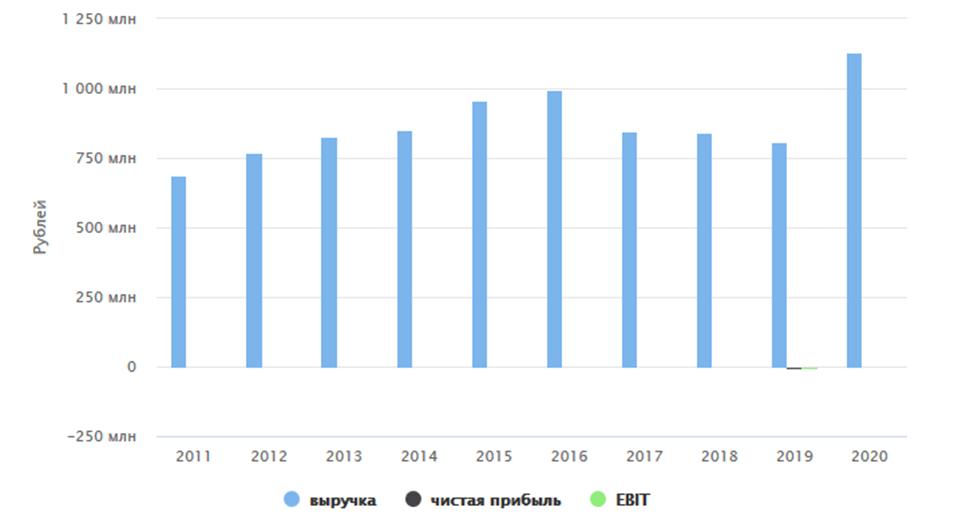 1 250 млн
1 000 млн
750 млн
500 млн
250 млн
0
−250 млн
Рублей
2011 2012 2013 2014 2015 2016 2017 2018 2019 2020
выручка чистая прибыль EBIT